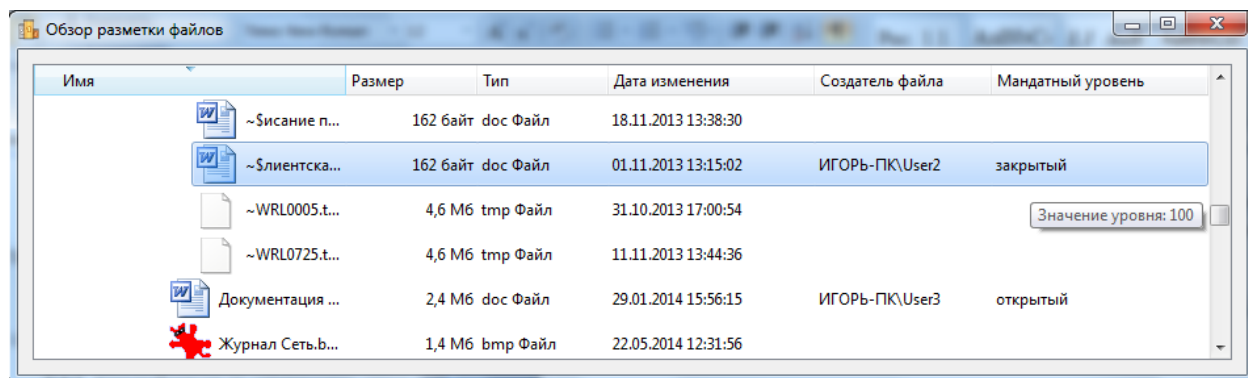 Обзор разметки файлов
Имя Размер Тип Дата изменения Создатель файла Мандатный уровень
~$исание п... 162 байт doc Файл 18.11.2013 13:38:30
~$лиентска... 162 байт doc Файл 01.11.2013 13:15:02 ИГОРЬ-ПК\User2 закрытый
~WRL0005.t... 4,6 Мб tmp Файл 31.10.2013 17:00:54
Значение уровня: 100
~WRL0725.t... 4,6 Мб tmp Файл 11.11.2013 13:44:36
Документация ... 2,4 Мб doc Файл 29.01.2014 15:56:15 ИГОРЬ-ПК\User3 открытый
Журнал Сеть.b... 1,4 Мб bmp Файл 22.05.2014 12:31:56